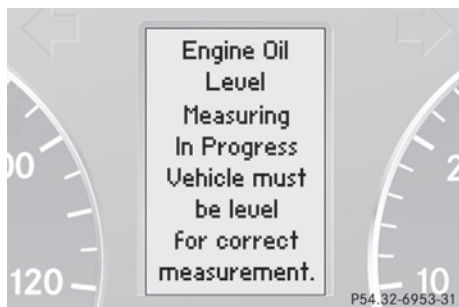 Engine Oil
Level
Measuring
In Progress
Vehicle must
be level
for correct
measurement.
00
120
2
10
P54.32-6953-31